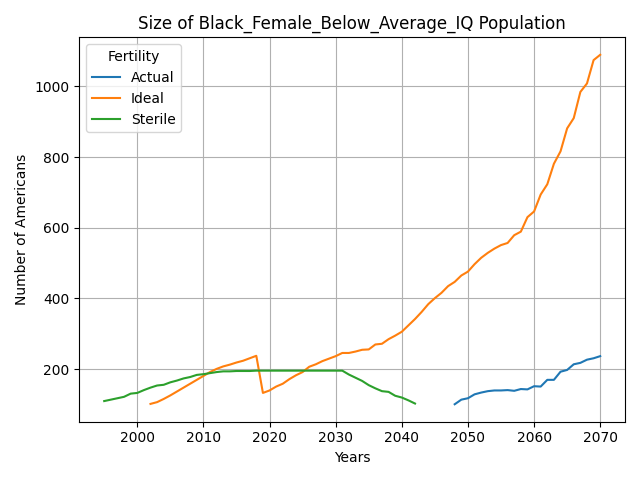 Size of Black_Female_Below_Average_IQ Population
Fertility
Actual
Ideal
Sterile
Number of Americans
1000
800
600
400
200
2000 2010 2020 2030 2040 2050 2060 2070
Years